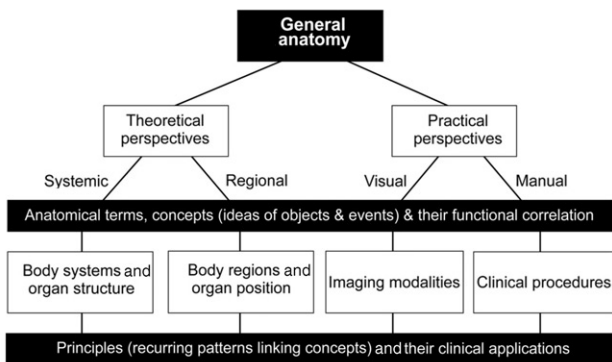 General
anatomy
Theoretical
perspectives
Practical
perspectives
Systemic
Regional
Visual
Manual
Anatomical terms, concepts (ideas of objects & events) & their functional correlation
Body systems and
organ structure
Body regions and
organ position
Imaging modalities
Clinical procedures
Principles (recurring patterns linking concepts) and their clinical applications